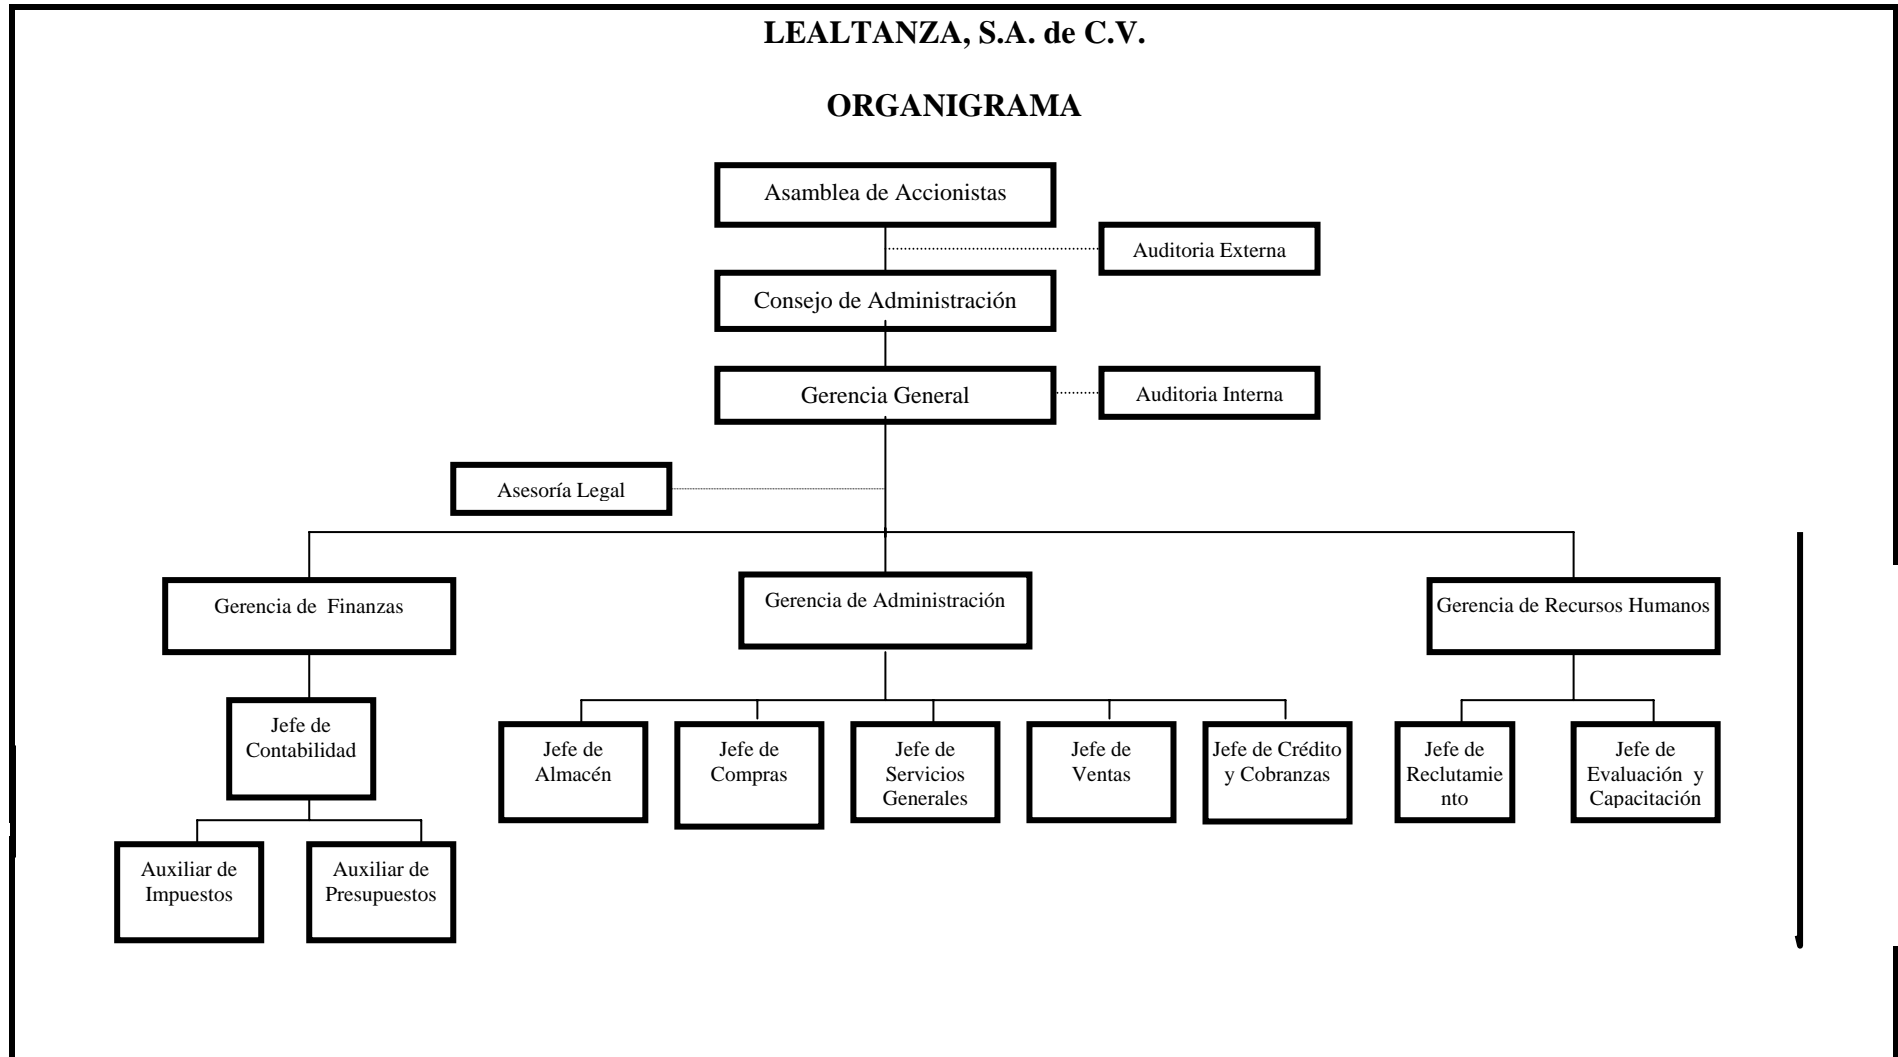 LEALTANZA, S.A. de C.V.
ORGANIGRAMA
Asamblea de Accionistas
Auditoria Externa
Consejo de Administración
Gerencia General
Auditoria Interna
Asesoría Legal
Gerencia de  Finanzas
Gerencia de Administración
Gerencia de Recursos Humanos
Jefe de
Contabilidad
Jefe de
Almacén
Jefe de
Compras
Jefe de
Servicios
Generales
Jefe de
Ventas
Jefe de Crédito
y Cobranzas
Jefe de
Reclutamie
nto
Jefe de
Evaluación  y
Capacitación
Auxiliar de
Impuestos
Auxiliar de
Presupuestos